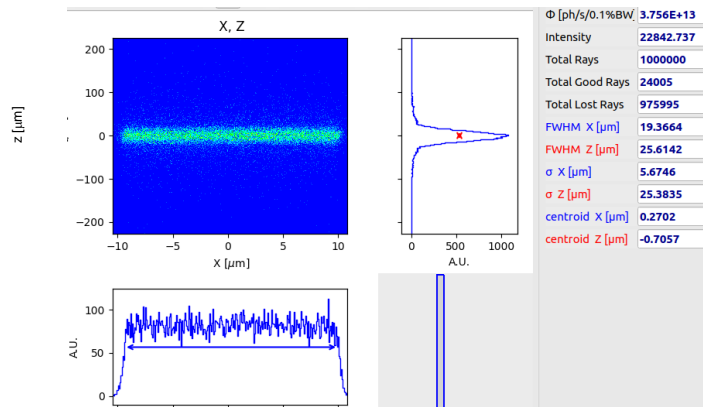 X, Z
z [µm]
200
100
0
−100
−200
−10
−5
0
5
10
X [µm]
0
500
1000
A.U.
A.U.
100
50
0
Φ [ph/s/0.1%BW] 3.756E+13
Intensity 22842.737
Total Rays 1000000
Total Good Rays 24005
Total Lost Rays 975995
FWHM X [µm] 19.3664
FWHM Z [µm] 25.6142
σ X [µm] 5.6746
σ Z [µm] 25.3835
centroid X [µm] 0.2702
centroid Z [µm] -0.7057